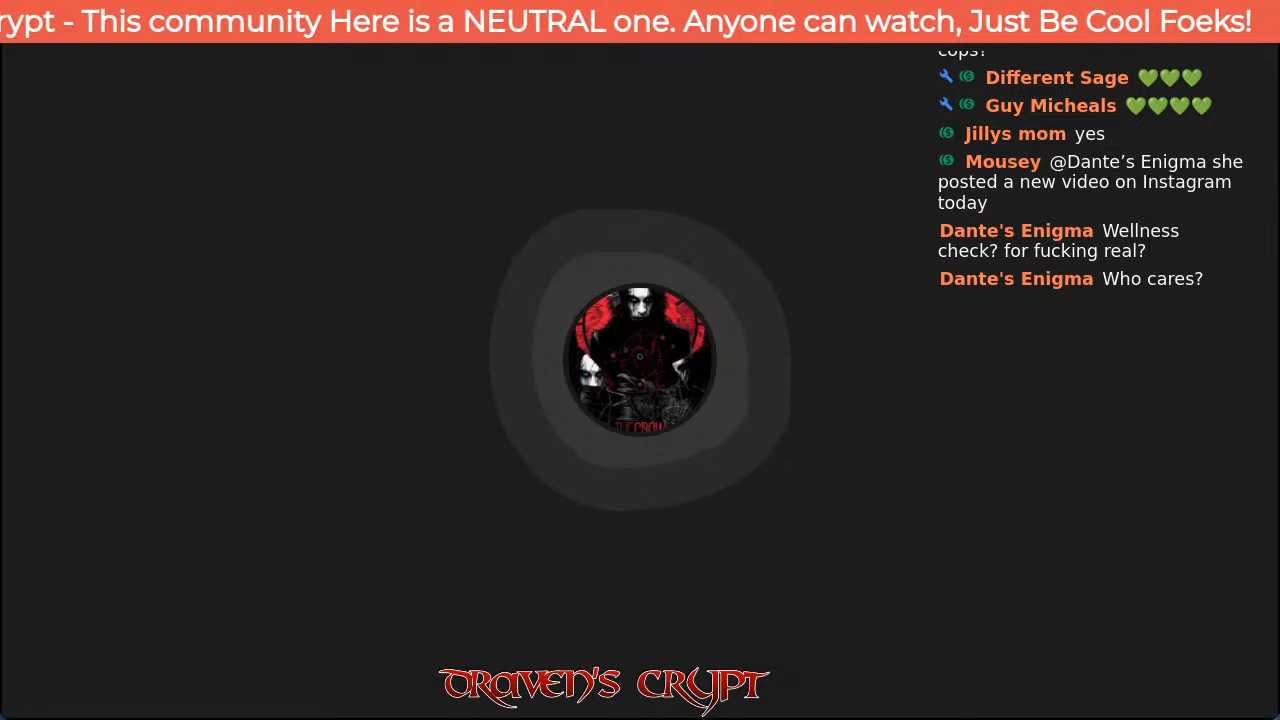 rypt - This community Here is a NEUTRAL one. Anyone can watch, Just Be Cool Foeks!
cops?
Different Sage 💚💚💚
Guy Micheals 💚💚💚💚
Jillys mom yes
Mousey @Dante’s Enigma she
posted a new video on Instagram
today
Dante's Enigma Wellness
check? for fucking real?
Dante's Enigma Who cares?
THE CROW
DRAVEN'S CRYPT